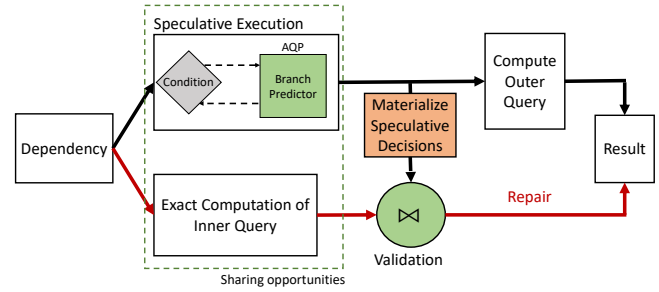 Speculative Execution
AQP
Condition
Branch
Predictor
Compute
Outer
Query
Materialize
Speculative
Decisions
Dependency
Result
Exact Computation of
Inner Query
⋈
Repair
Validation
Sharing opportunities